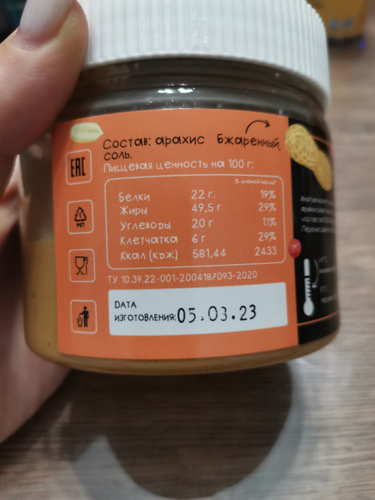 Состав: арахис бжаренный,
соль.
Пищевая ценность на 100 г:
Белки 22 г. 19%
Жиры 49,5 г 29%
Углеводы 20 г 11%
Клетчатка 6 г 29%
Ккал (кДж) 581,44 2433
ТУ 10.39.22-001-2004187093-2020
DАТА
ИЗГОТОВЛЕНИЯ: 05.03.23
EAC
PET